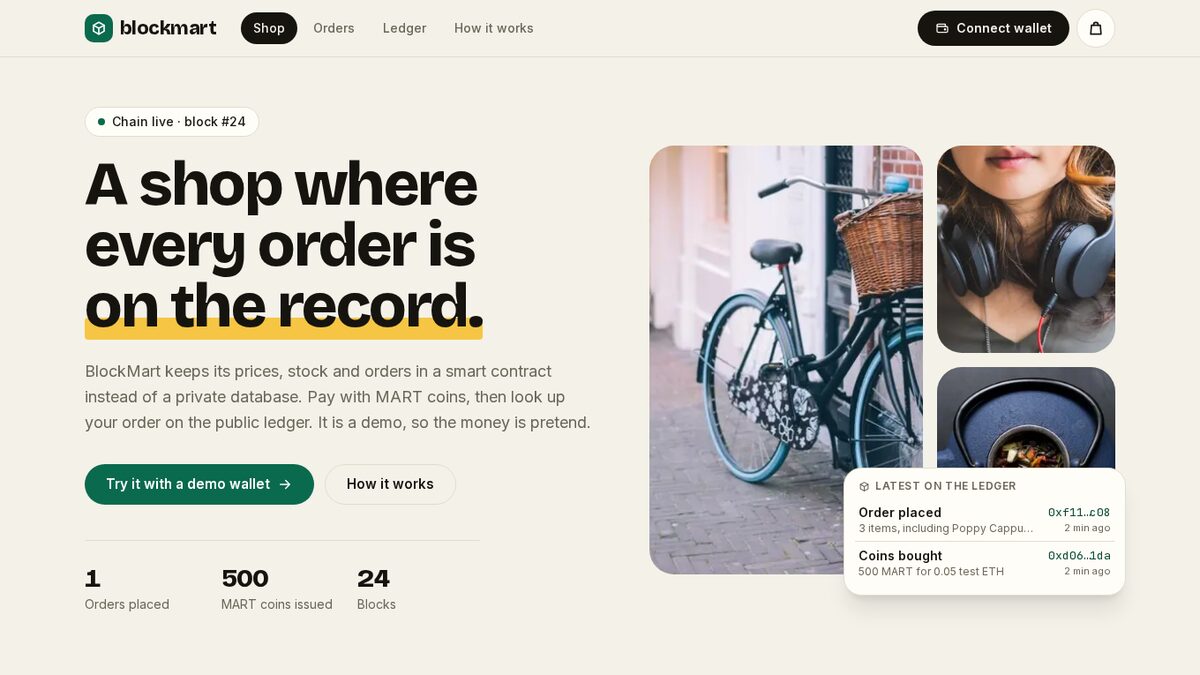 blockmart
Shop
Orders
Ledger
How it works
Connect wallet
Chain live · block #24
A shop where
every order is
on the record.
BlockMart keeps its prices, stock and orders in a smart contract
instead of a private database. Pay with MART coins, then look up
your order on the public ledger. It is a demo, so the money is pretend.
Try it with a demo wallet →
How it works
1
Orders placed
500
MART coins issued
24
Blocks
LATEST ON THE LEDGER
Order placed
0xf11…c08
3 items, including Poppy Cappu…
2 min ago
Coins bought
0xd06…1da
500 MART for 0.05 test ETH
2 min ago